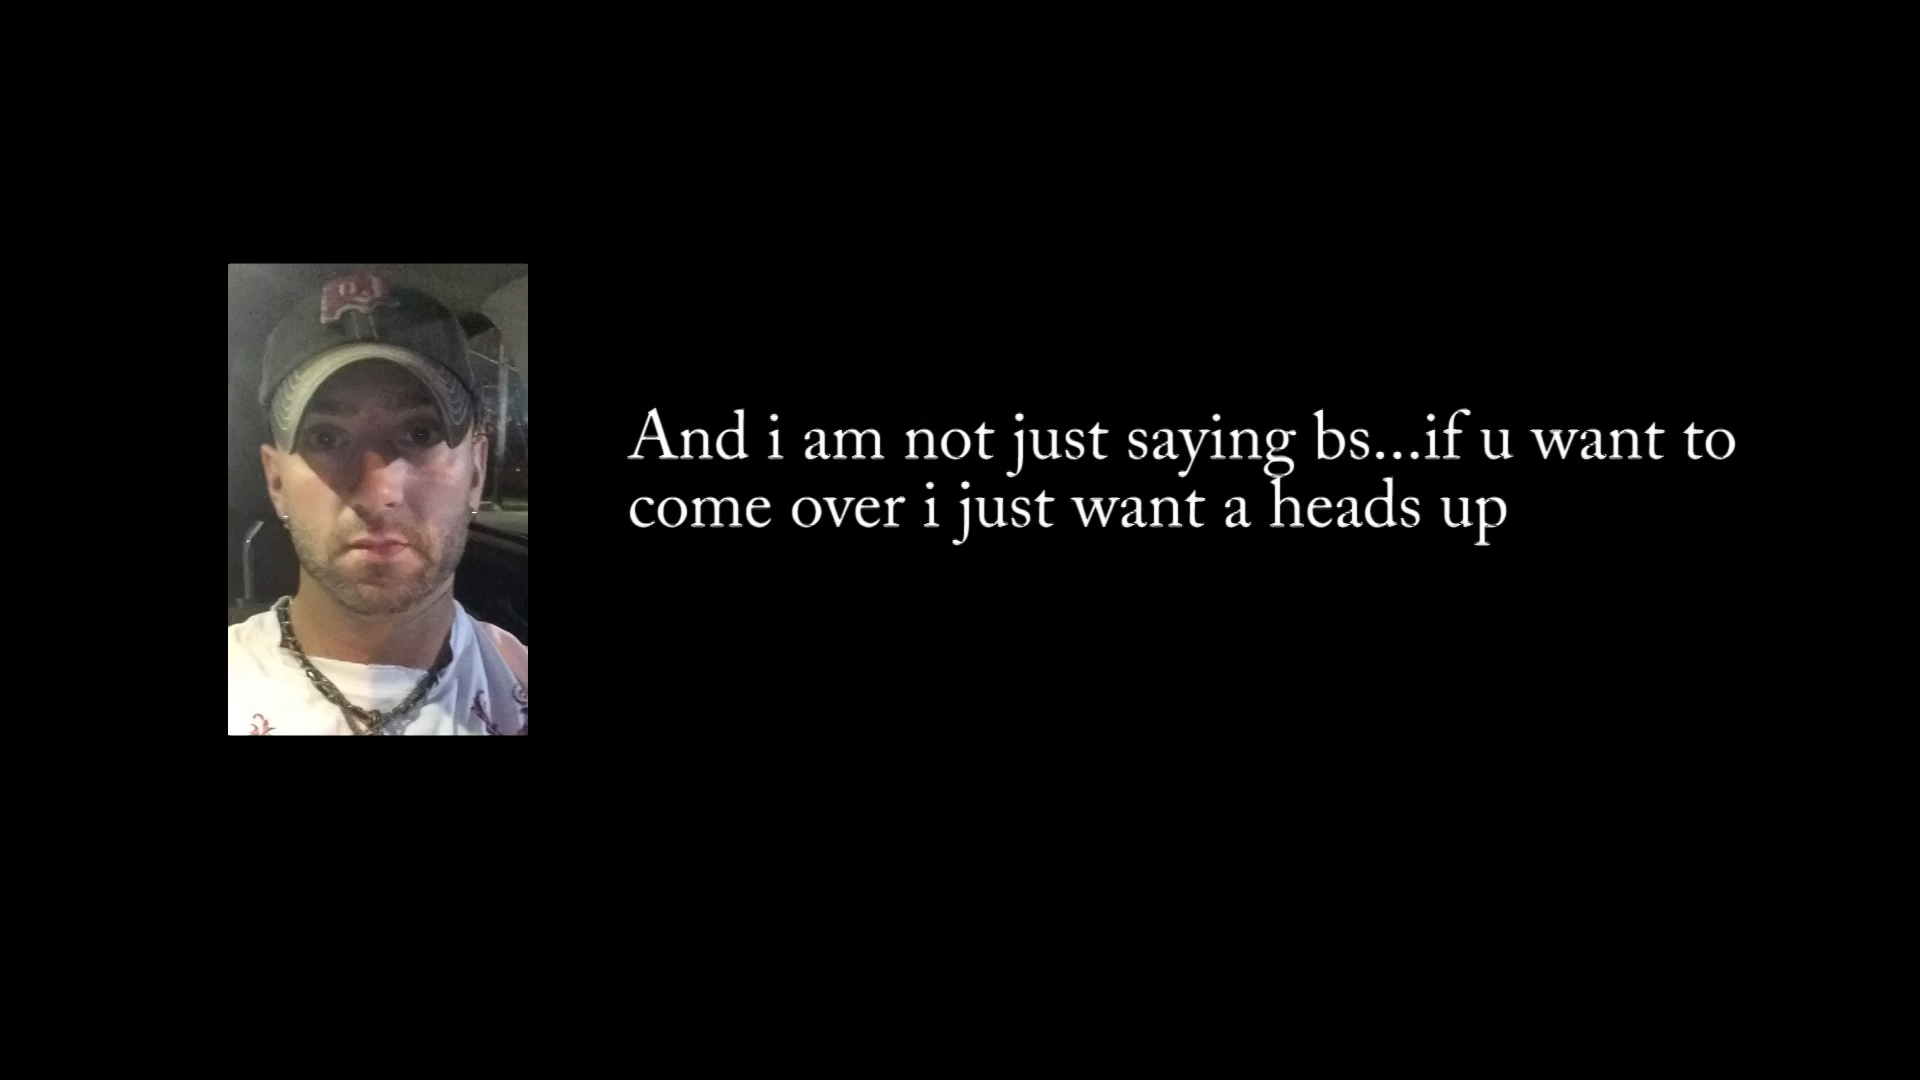 And i am not just saying bs...if u want to
come over i just want a heads up